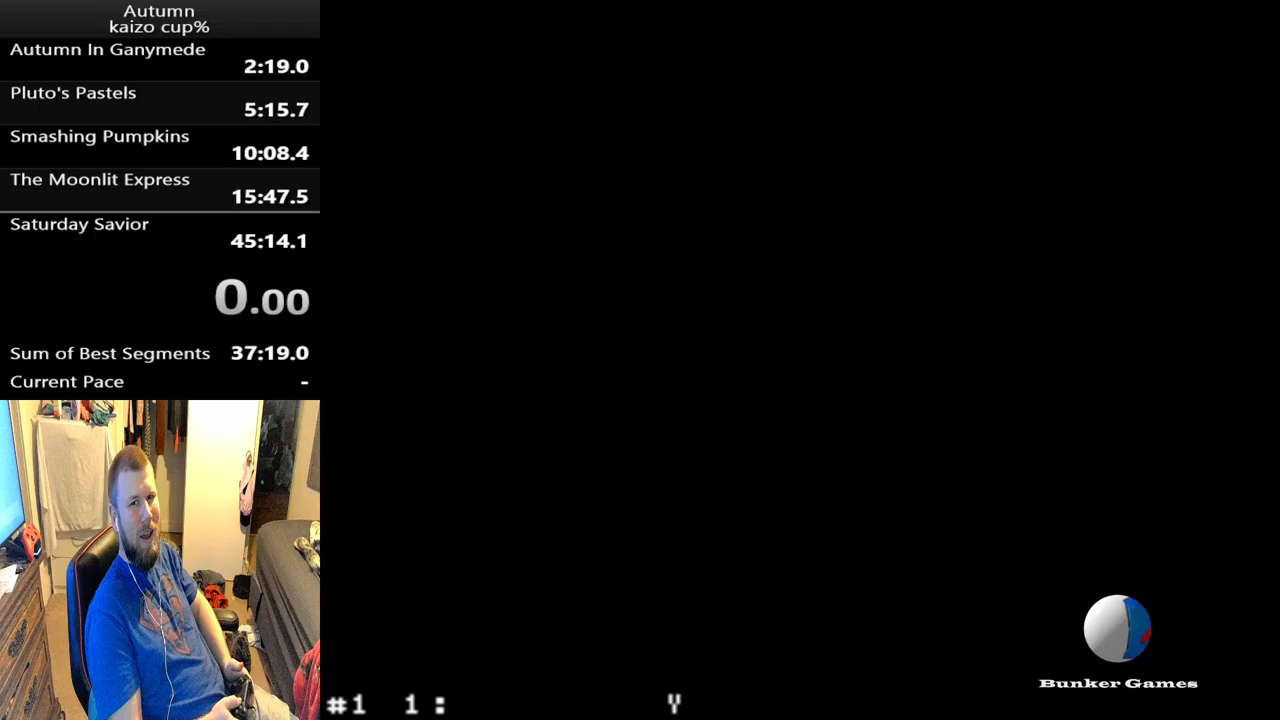 Autumn
kaizo cup%
Autumn In Ganymede
2:19.0
Pluto's Pastels
5:15.7
Smashing Pumpkins
10:08.4
The Moonlit Express
15:47.5
Saturday Savior
45:14.1
0.00
Sum of Best Segments 37:19.0
Current Pace -
Bunker Games
#1 1 : Y